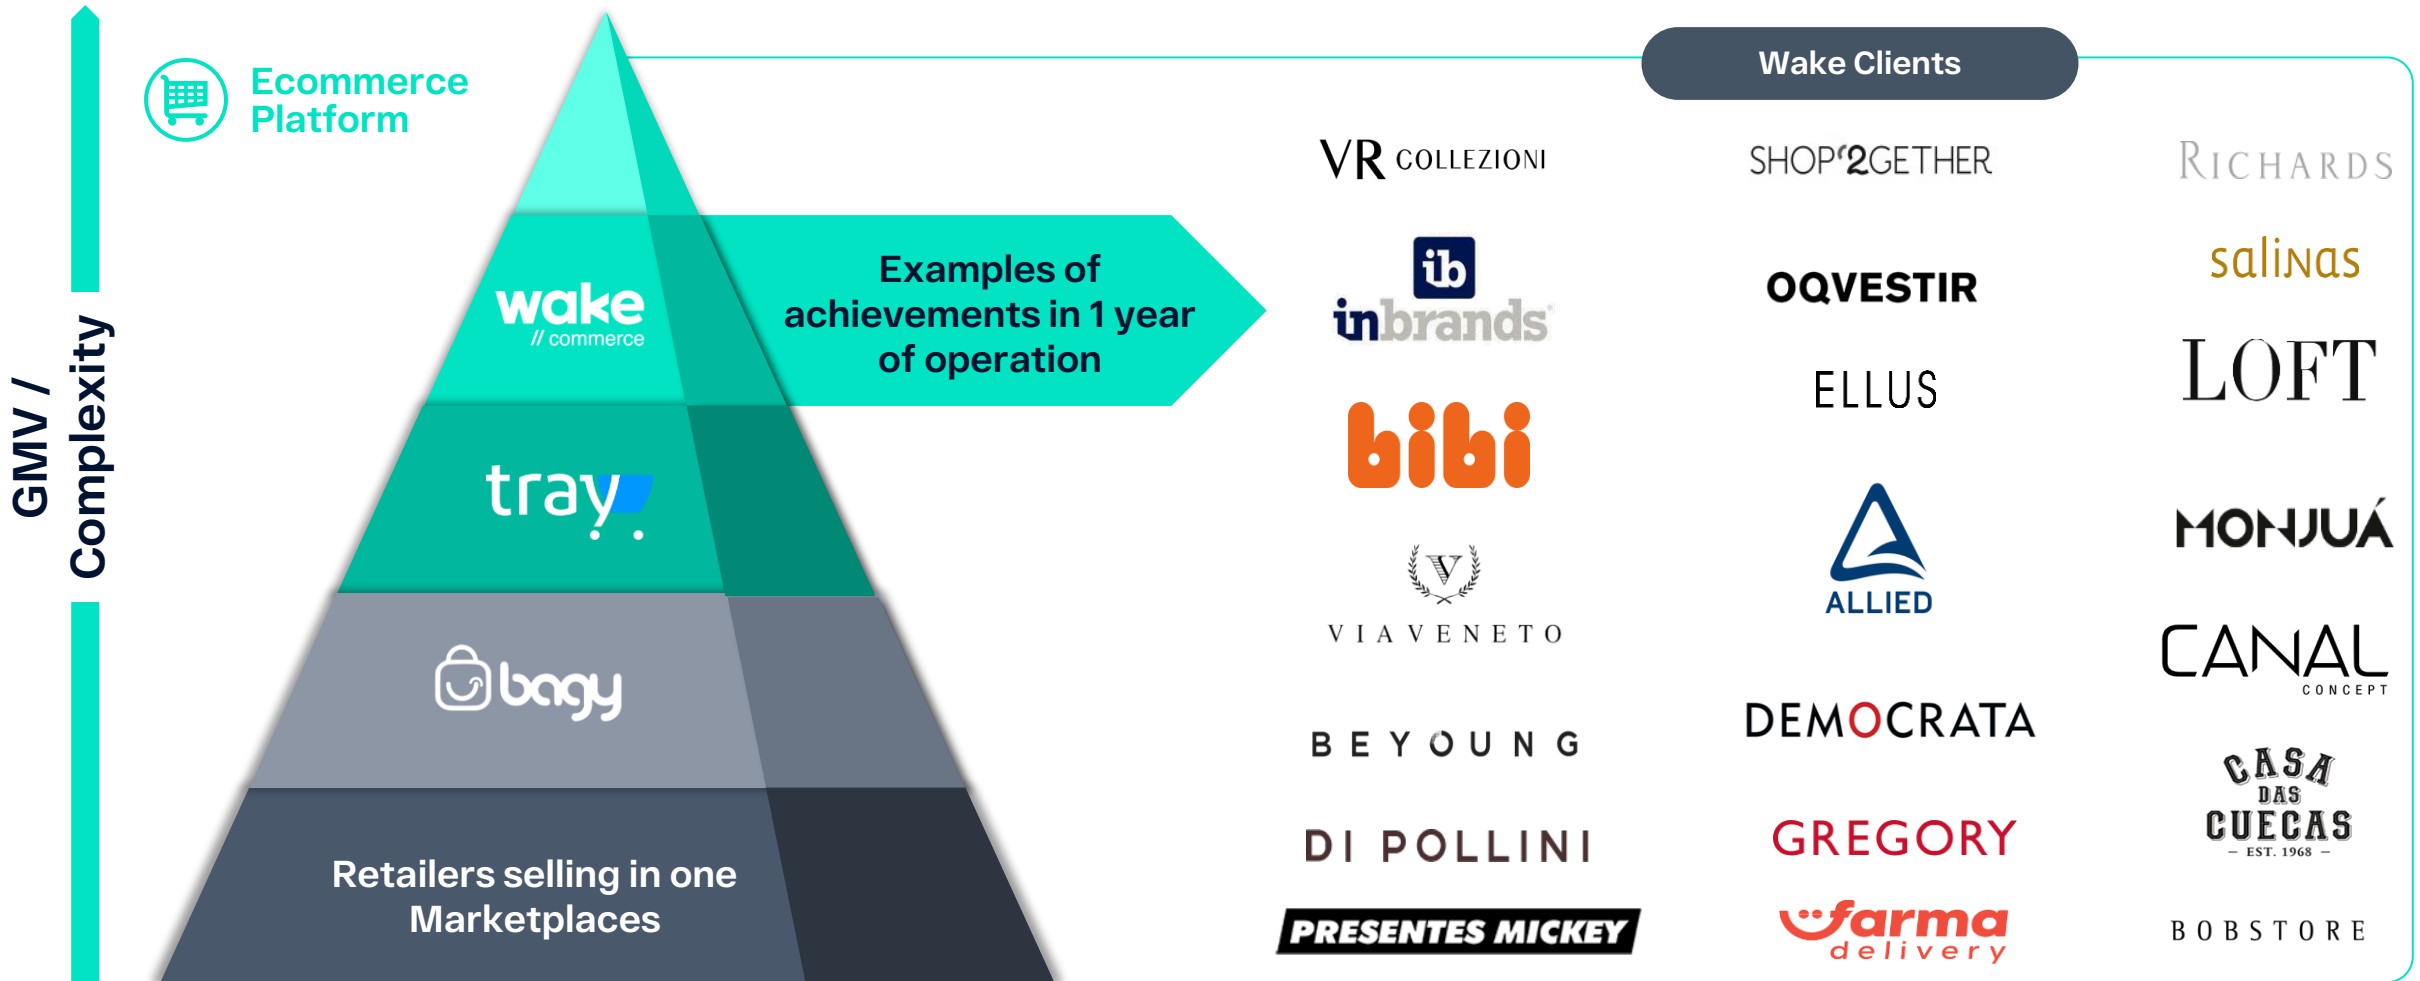 GMV /
Complexity
Ecommerce
Platform
wake
// commerce
tray
bagy
Retailers selling in one
Marketplaces
Examples of
achievements in 1 year
of operation
Wake Clients
VR COLLEZIONI
ib
inbrands
bibi
V
VIAVENETO
BEYOUNG
DI POLLINI
PRESENTES MICKEY
SHOP2GETHER
OQVESTIR
ELLUS
ALLIED
DEMOCRATA
GREGORY
farma
delivery
RICHARDS
salinas
LOFT
MONJUÁ
CANAL
CONCEPT
CASA
DAS
CUECAS
– EST. 1968 –
BOBSTORE